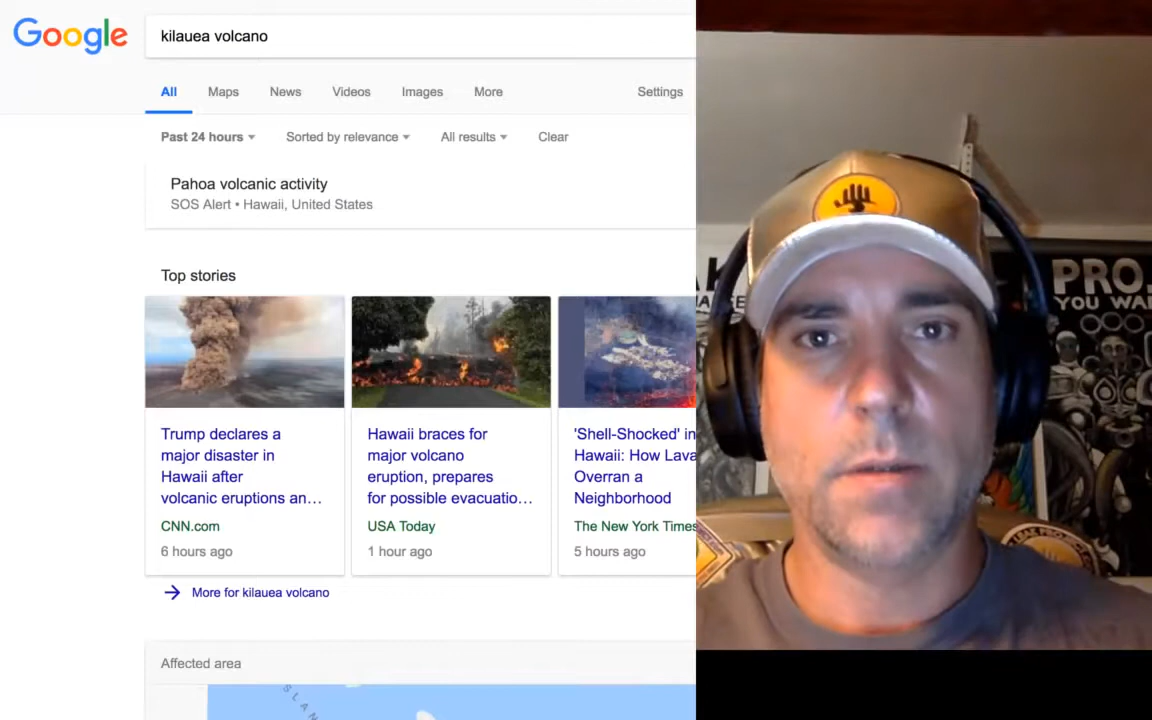 Google
kilauea volcano
All Maps News Videos Images More Settings
Past 24 hours Sorted by relevance All results Clear
Pahoa volcanic activity
SOS Alert • Hawaii, United States
Top stories
Trump declares a
major disaster in
Hawaii after
volcanic eruptions an…
CNN.com
6 hours ago
Hawaii braces for
major volcano
eruption, prepares
for possible evacuatio…
USA Today
1 hour ago
'Shell-Shocked' in
Hawaii: How Lava
Overran a
Neighborhood
The New York Times
5 hours ago
More for kilauea volcano
Affected area
SLAN
PRO.
YOU WA